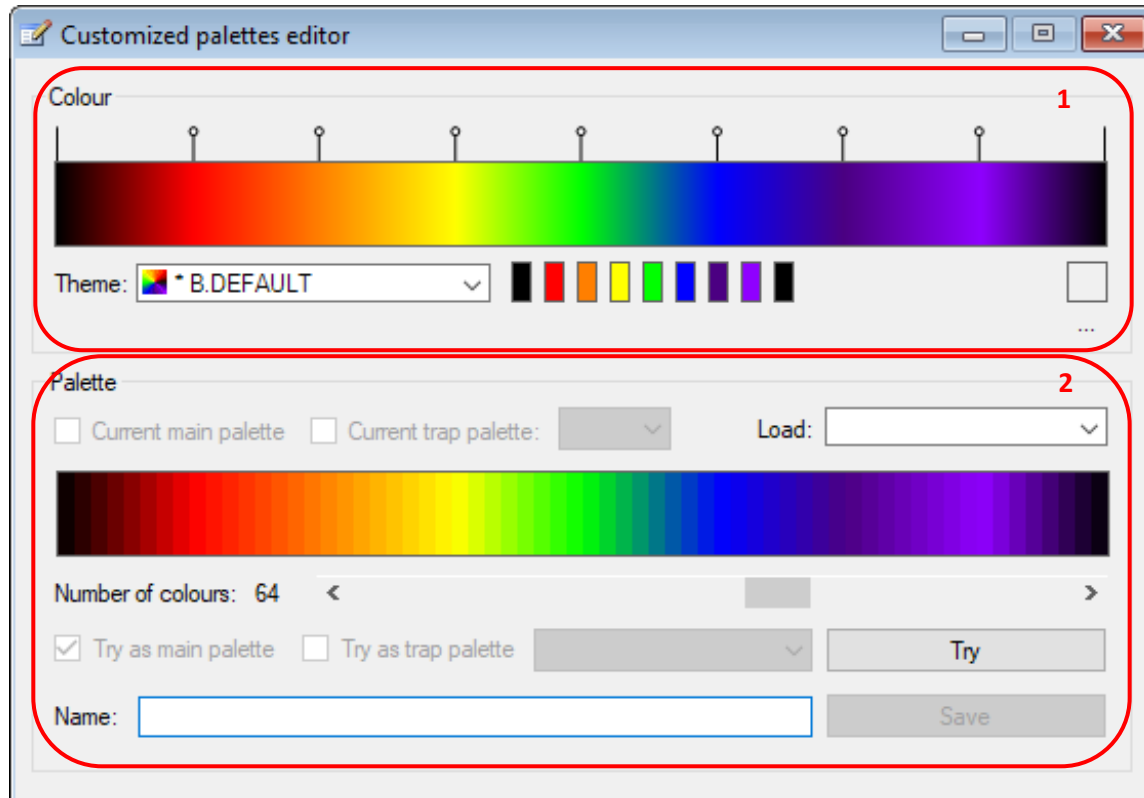 Customized palettes editor
Colour 1
Theme: * B.DEFAULT
...
Palette 2
Current main palette Current trap palette: Load:
Number of colours: 64
Try as main palette Try as trap palette Try
Name: Save